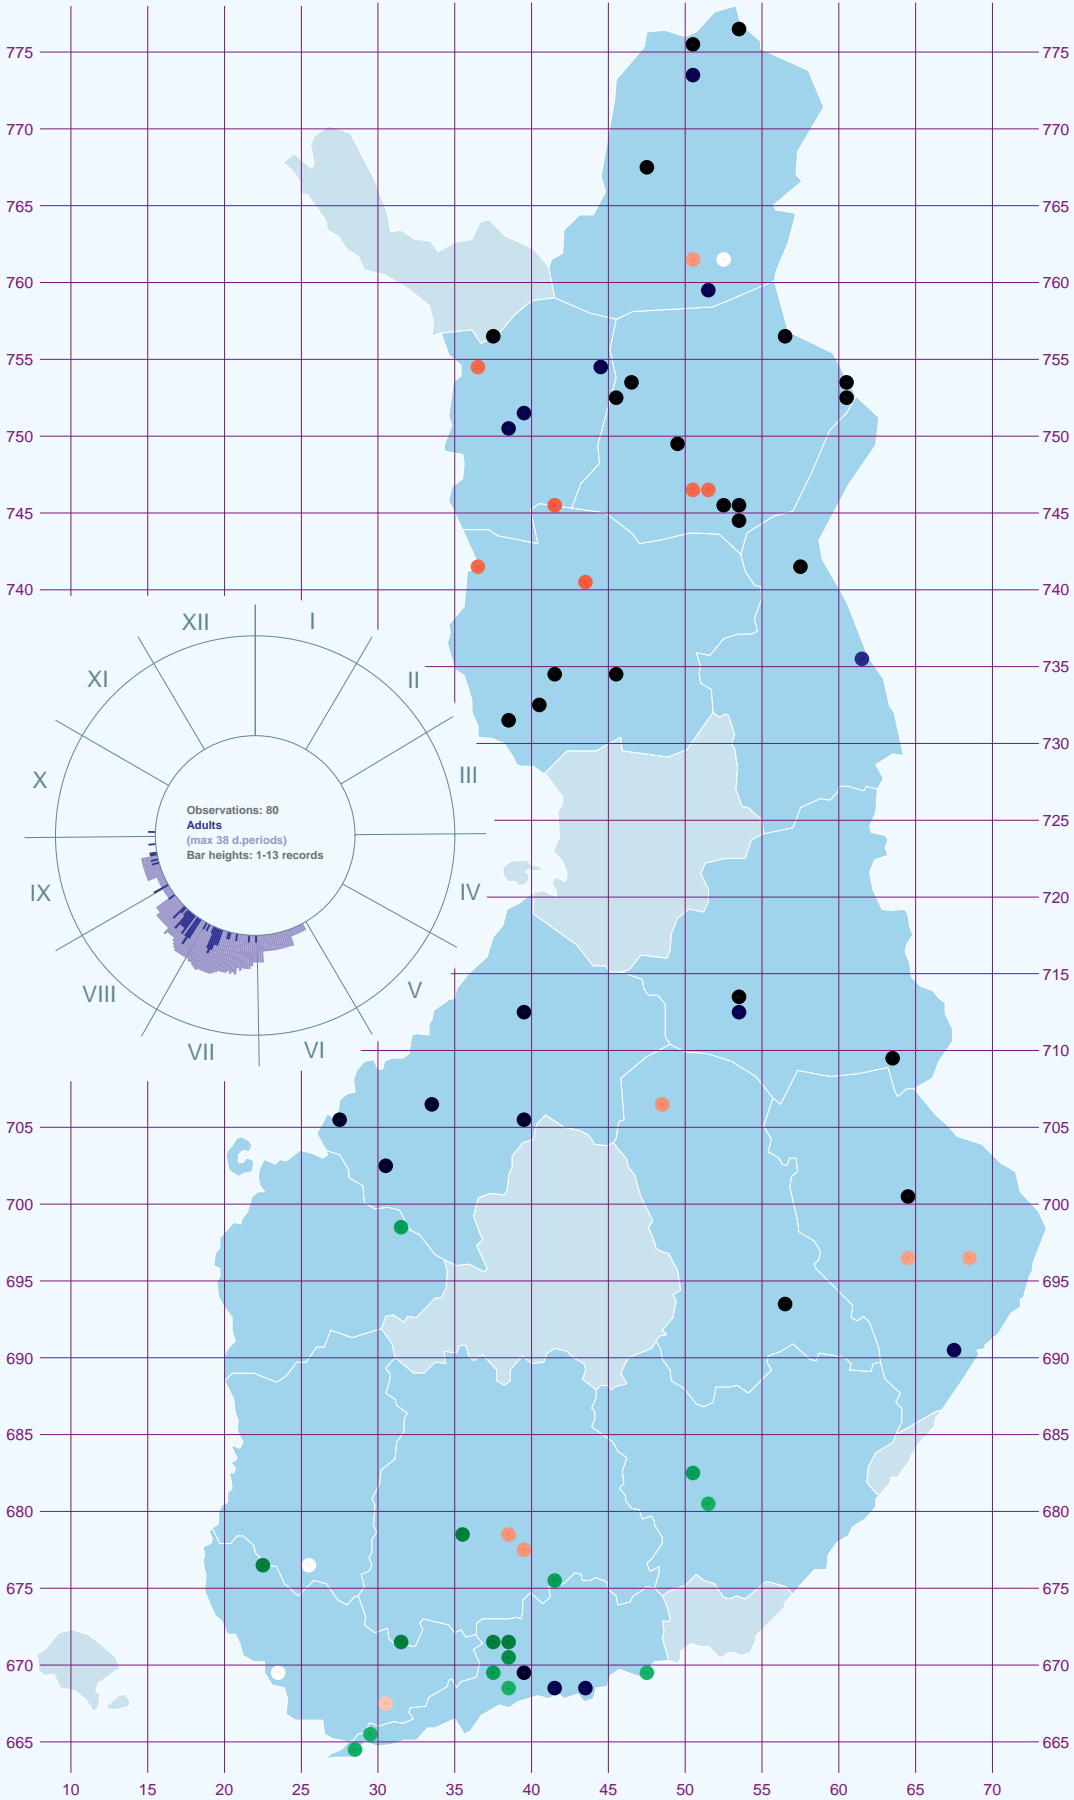 775 775
770 770
765 765
760 760
755 755
750 750
745 745
740 740
XII I
XI II
735
X III
730
Observations: 80
Adults
(max 38 d.periods)
Bar heights: 1-13 records
725
IX IV
720
VIII V
715
VII VI
710
705 705
700 700
695 695
690 690
685 685
680 680
675 675
670 670
665 665
10 15 20 25 30 35 40 45 50 55 60 65 70